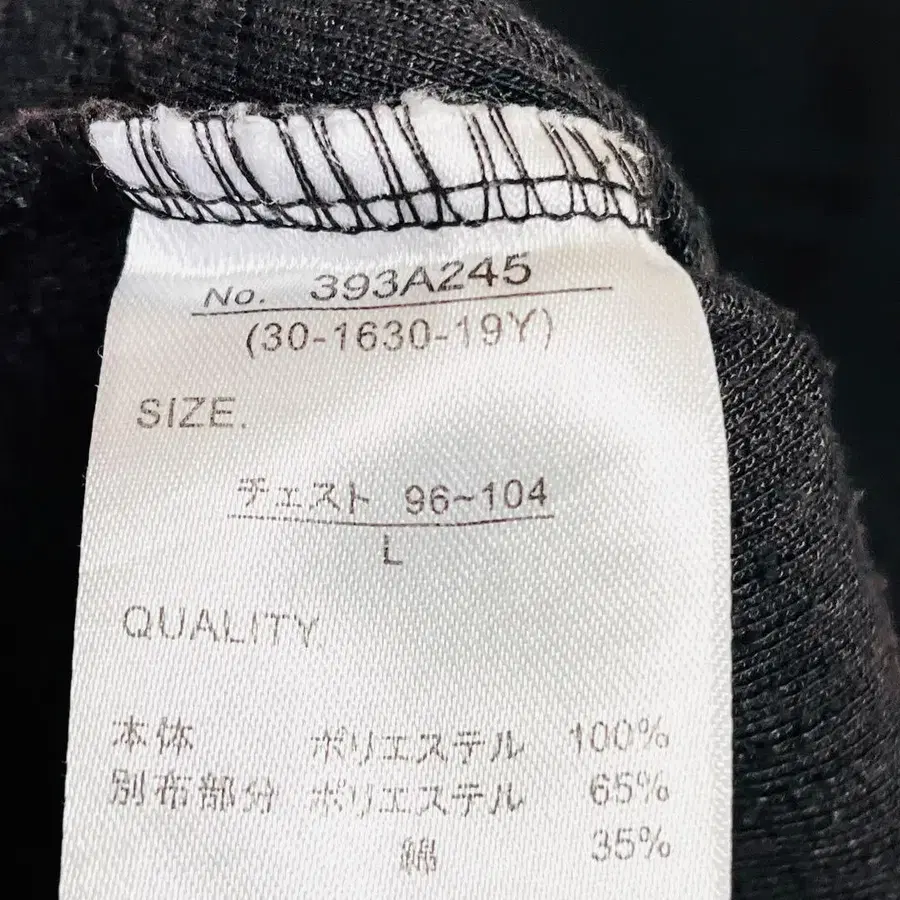 No. 393A245
(30-1630-19Y)
SIZE.
チェスト 96~104
L
QUALITY
本体 ポリエステル 100%
別布部分 ポリエステル 65%
綿 35%